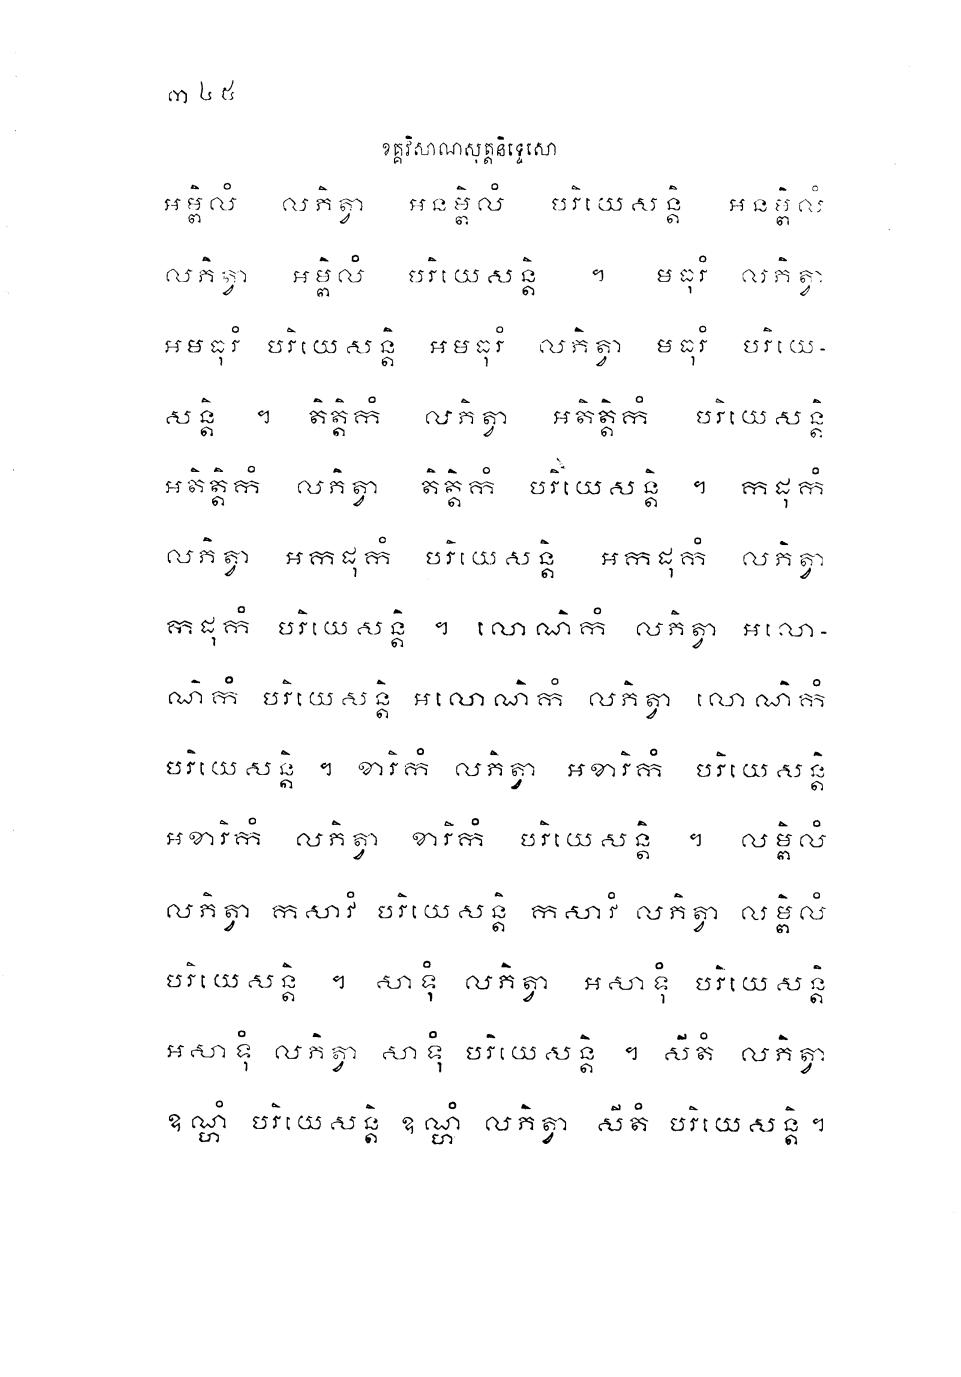 ៣៤៥
ខគ្គវិសាណសុត្តនិទ្ទេសោ
អម្ពិលំ លភិត្វា អនម្ពិលំ បរិយេសន្តិ អនម្ពិលំ
លភិត្វា អម្ពិលំ បរិយេសន្តិ ។ មធុរំ លភិត្វា
អមធុរំ បរិយេសន្តិ អមធុរំ លភិត្វា មធុរំ បរិយេ-
សន្តិ ។ តិត្តិកំ លភិត្វា អតិត្តិកំ បរិយេសន្តិ
អតិត្តិកំ លភិត្វា តិត្តិកំ បរិយេសន្តិ ។ កដុកំ
លភិត្វា អកដុកំ បរិយេសន្តិ អកដុកំ លភិត្វា
កដុកំ បរិយេសន្តិ ។ លោណិកំ លភិត្វា អលោ-
ណិកំ បរិយេសន្តិ អលោណិកំ លភិត្វា លោណិកំ
បរិយេសន្តិ ។ ខារិកំ លភិត្វា អខារិកំ បរិយេសន្តិ
អខារិកំ លភិត្វា ខារិកំ បរិយេសន្តិ ។ លម្ពិលំ
លភិត្វា កសាវំ បរិយេសន្តិ កសាវំ លភិត្វា លម្ពិលំ
បរិយេសន្តិ ។ សាទុំ លភិត្វា អសាទុំ បរិយេសន្តិ
អសាទុំ លភិត្វា សាទុំ បរិយេសន្តិ ។ សីតំ លភិត្វា
ឧណ្ហំ បរិយេសន្តិ ឧណ្ហំ លភិត្វា សីតំ បរិយេសន្តិ ។